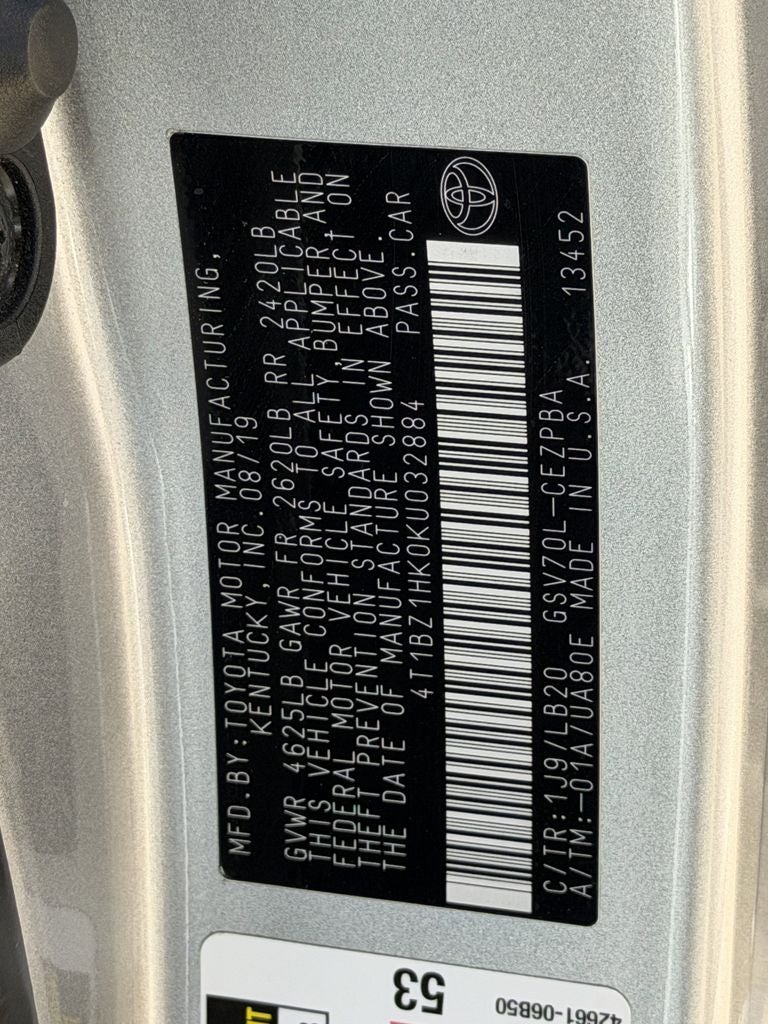 MFD.BY:TOYOTA MOTOR MANUFACTURING,
KENTUCKY, INC.08/19
GVWR 4625LB GAWR FR 2620LB RR 2420LB
THIS VEHICLE CONFORMS TO ALL APPLICABLE
FEDERAL MOTOR VEHICLE SAFETY, BUMPER, AND
THEFT PREVENTION STANDARDS IN EFFECT ON
THE DATE OF MANUFACTURE SHOWN ABOVE.
4T1BZ1HK0KU032884 PASS.CAR
C/TR:1J9/LB20 GSV70L-CEZPBA
A/TM:-01A/UA80E MADE IN U.S.A. 13452
53
42661-06B50